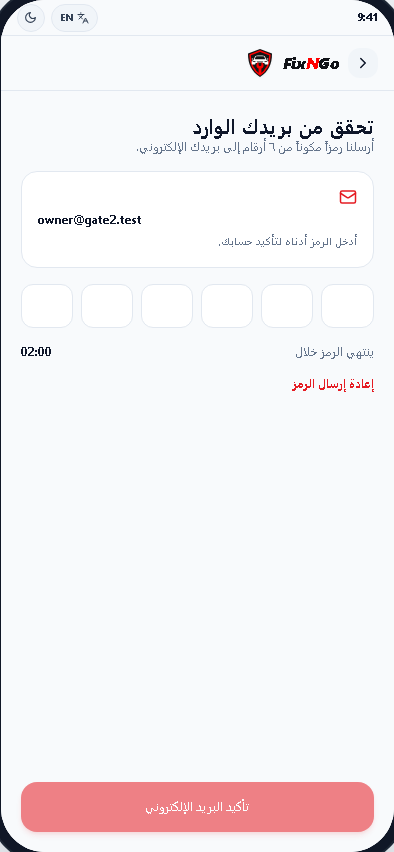 9:41
EN
FixNGo
تحقق من بريدك الوارد
أرسلنا رمزاً مكوناً من ٦ أرقام إلى بريدك الإلكتروني.
owner@gate2.test
أدخل الرمز أدناه لتأكيد حسابك.
ينتهي الرمز خلال 02:00
إعادة إرسال الرمز
تأكيد البريد الإلكتروني